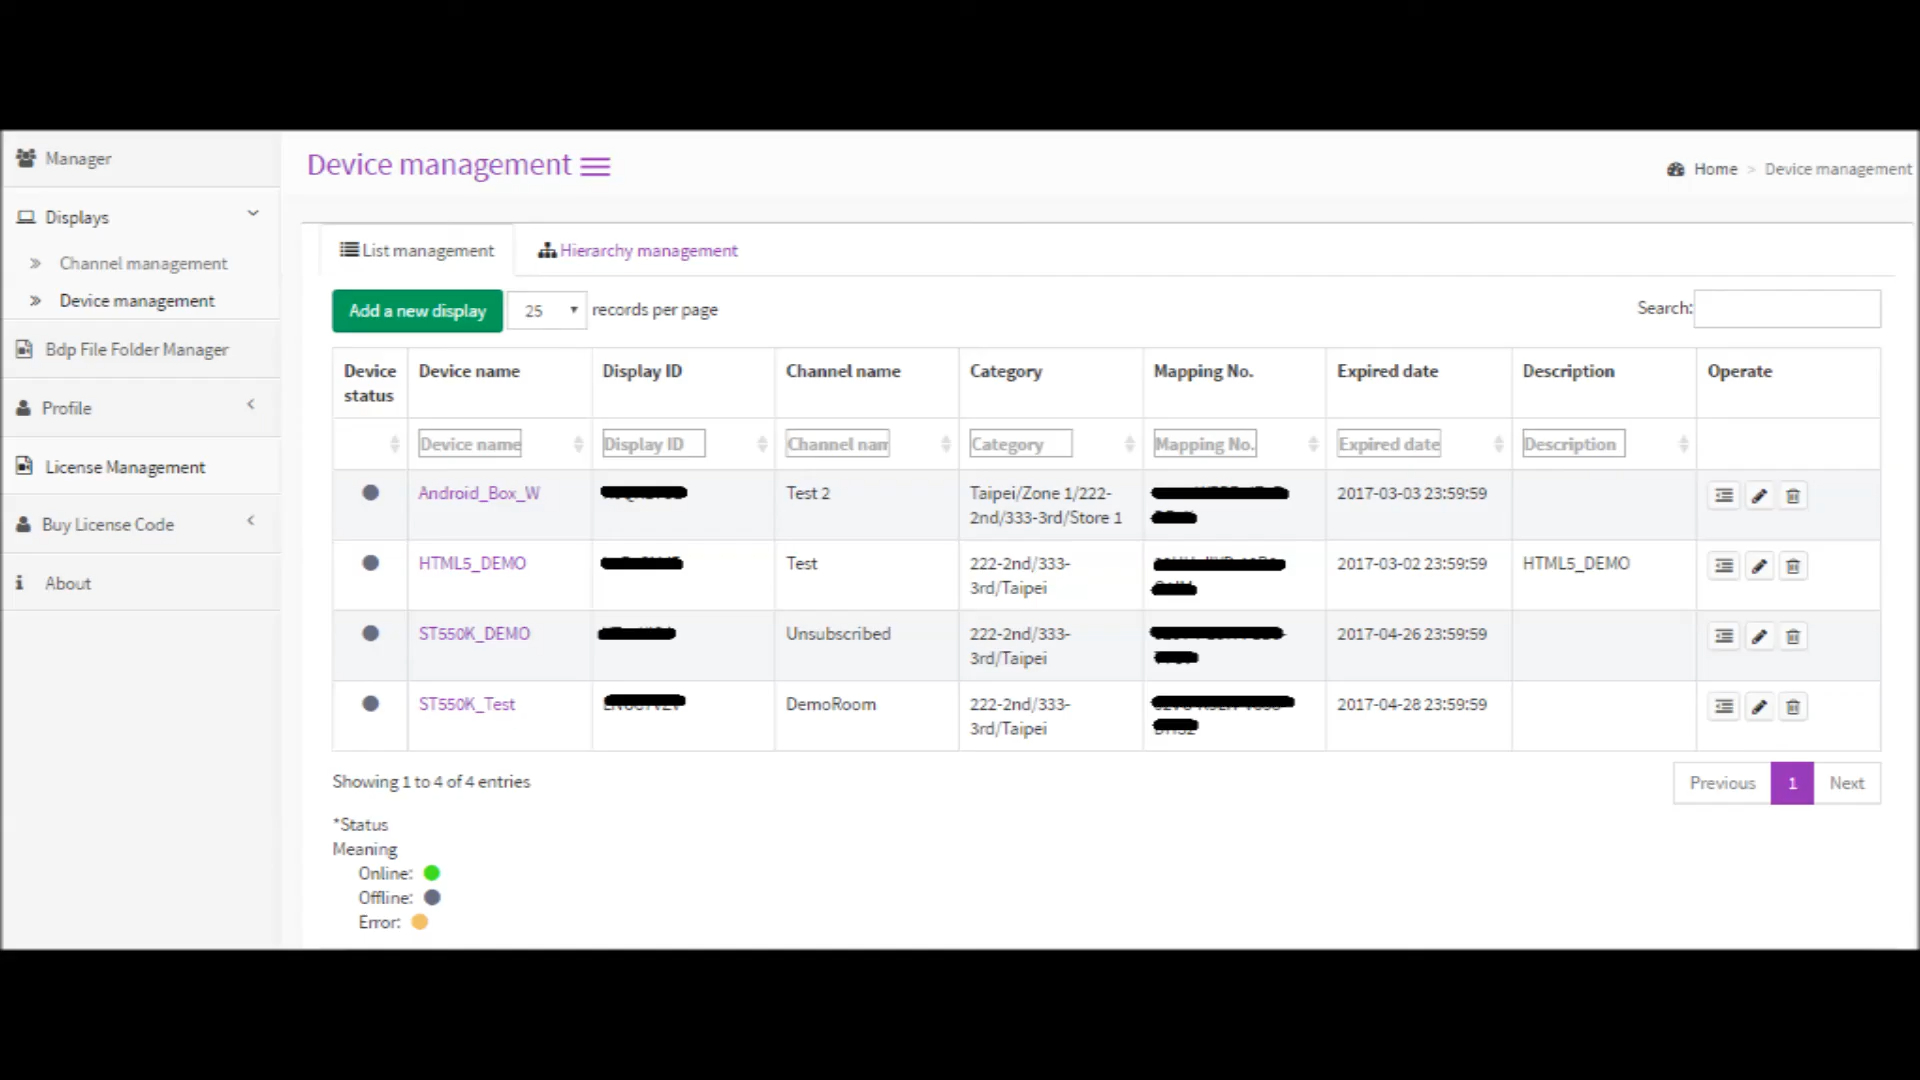 Manager
Displays
Channel management
Device management
Bdp File Folder Manager
Profile
License Management
Buy License Code
About
Device management
Home > Device management
List management
Hierarchy management
Add a new display
25
records per page
Search:
Device status
Device name
Display ID
Channel name
Category
Mapping No.
Expired date
Description
Operate
Device name
Display ID
Channel nam
Category
Mapping No.
Expired date
Description
Android_Box_W
Test 2
Taipei/Zone 1/222-
2nd/333-3rd/Store 1
2017-03-03 23:59:59
HTML5_DEMO
Test
222-2nd/333-
3rd/Taipei
2017-03-02 23:59:59
HTML5_DEMO
ST550K_DEMO
Unsubscribed
222-2nd/333-
3rd/Taipei
2017-04-26 23:59:59
ST550K_Test
DemoRoom
222-2nd/333-
3rd/Taipei
2017-04-28 23:59:59
Showing 1 to 4 of 4 entries
Previous
1
Next
*Status
Meaning
Online:
Offline:
Error: